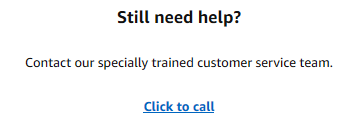 Still need help?
Contact our specially trained customer service team.
Click to call